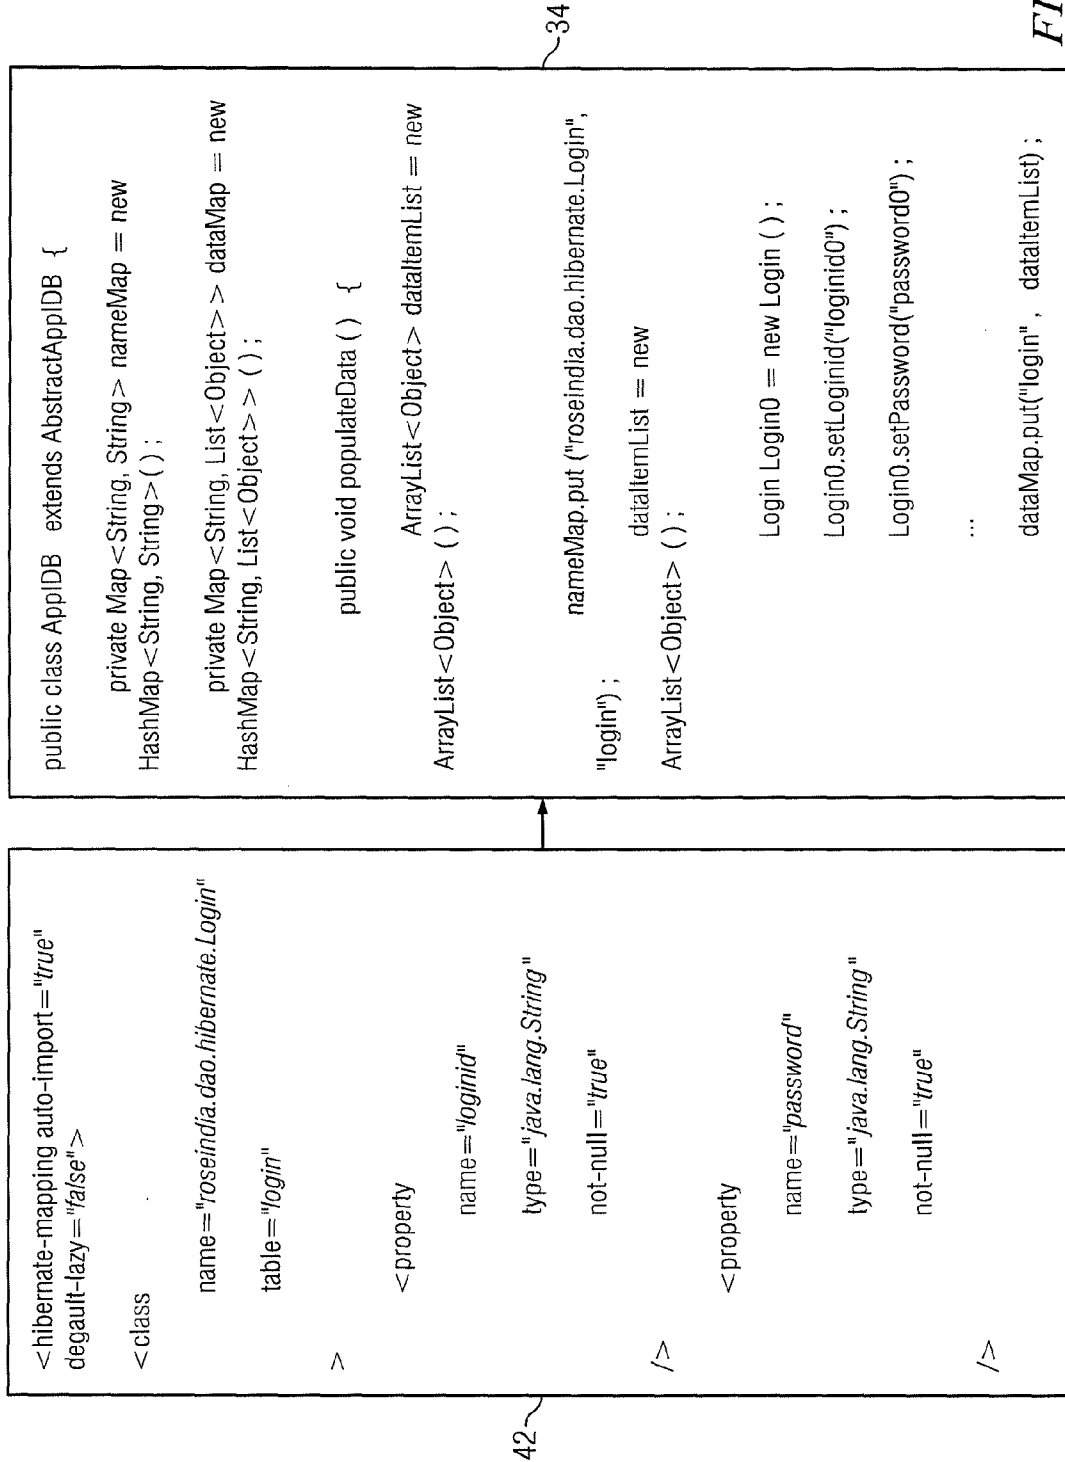 42
<hibernate-mapping auto-import="true"
degault-lazy="false">
<class
name="roseindia.dao.hibernate.Login"
table="login"
>
<property
name="loginid"
type="java.lang.String"
not-null="true"
/>
<property
name="password"
type="java.lang.String"
not-null="true"
/>
34
public class ApplDB extends AbstractApplDB {
private Map<String, String> nameMap = new
HashMap<String, String>();
private Map<String, List<Object>> dataMap = new
HashMap<String, List<Object>>();
public void populateData () {
ArrayList<Object> dataItemList = new
ArrayList<Object> ();
nameMap.put ("roseindia.dao.hibernate.Login",
"login");
dataItemList = new
ArrayList<Object> ();
Login Login0 = new Login ();
Login0.setLoginid("loginid0");
Login0.setPassword("password0");
...
dataMap.put("login", dataItemList);